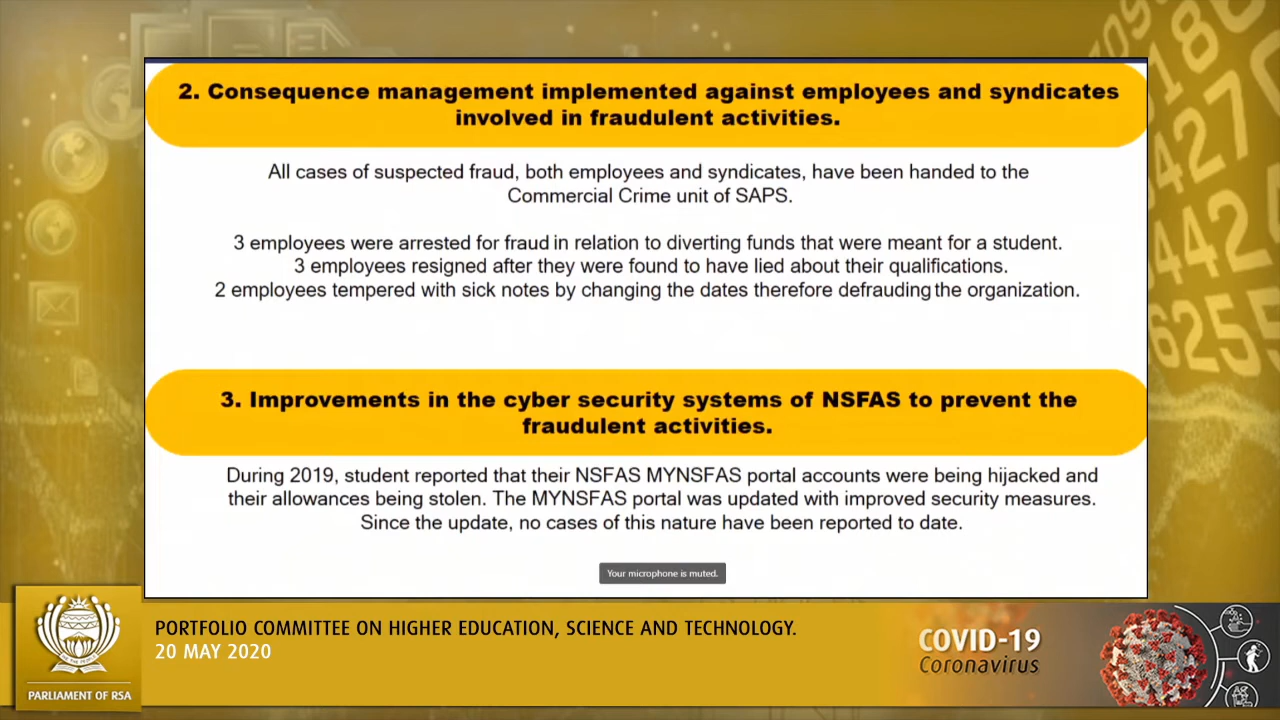 2. Consequence management implemented against employees and syndicates
involved in fraudulent activities.
All cases of suspected fraud, both employees and syndicates, have been handed to the
Commercial Crime unit of SAPS.
3 employees were arrested for fraud in relation to diverting funds that were meant for a student.
3 employees resigned after they were found to have lied about their qualifications.
2 employees tempered with sick notes by changing the dates therefore defrauding the organization.
3. Improvements in the cyber security systems of NSFAS to prevent the
fraudulent activities.
During 2019, student reported that their NSFAS MYNSFAS portal accounts were being hijacked and
their allowances being stolen. The MYNSFAS portal was updated with improved security measures.
Since the update, no cases of this nature have been reported to date.
Your microphone is muted.
PORTFOLIO COMMITTEE ON HIGHER EDUCATION, SCIENCE AND TECHNOLOGY.
20 MAY 2020
PARLIAMENT OF RSA
COVID-19
Coronavirus